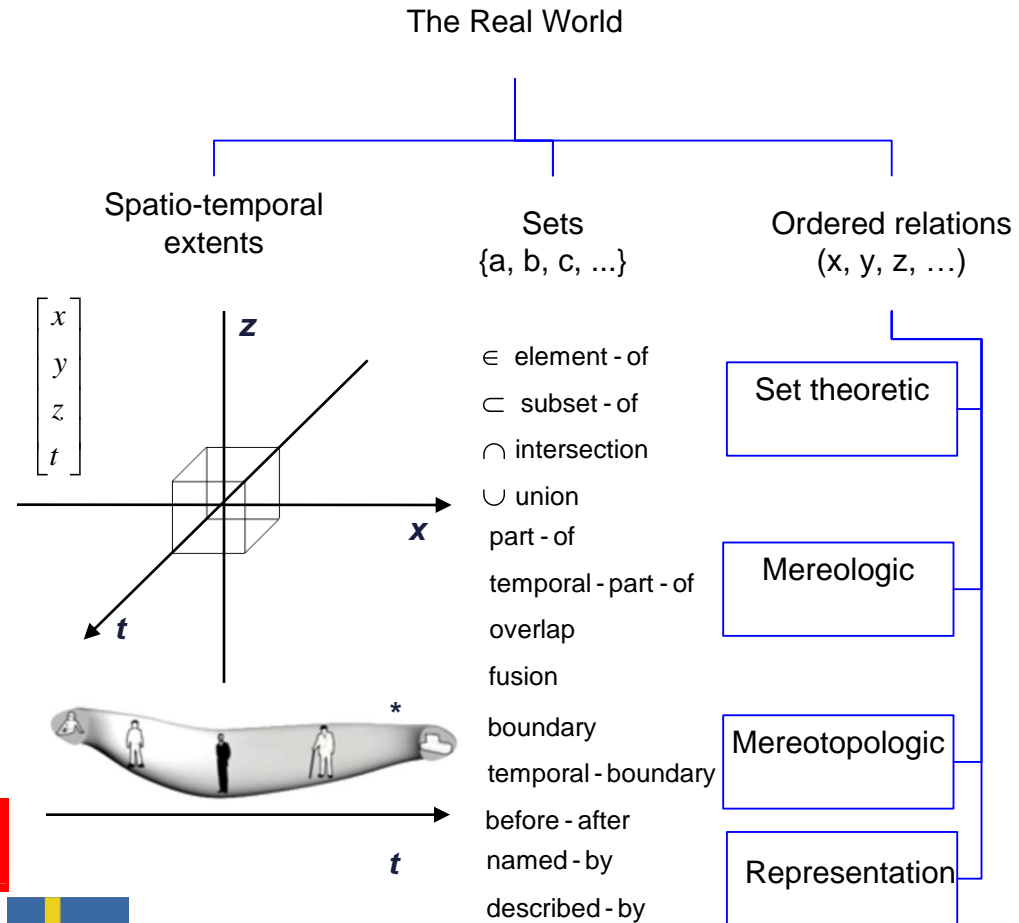 The Real World
Spatio-temporal
extents
Sets
{a, b, c, ...}
Ordered relations
(x, y, z, …)
x
y
z
t
z
x
t
∈ element - of
⊂ subset - of
∩ intersection
∪ union
part - of
temporal - part - of
overlap
fusion
boundary
temporal - boundary
before - after
named - by
described - by
Set theoretic
Mereologic
Mereotopologic
Representation
*
t